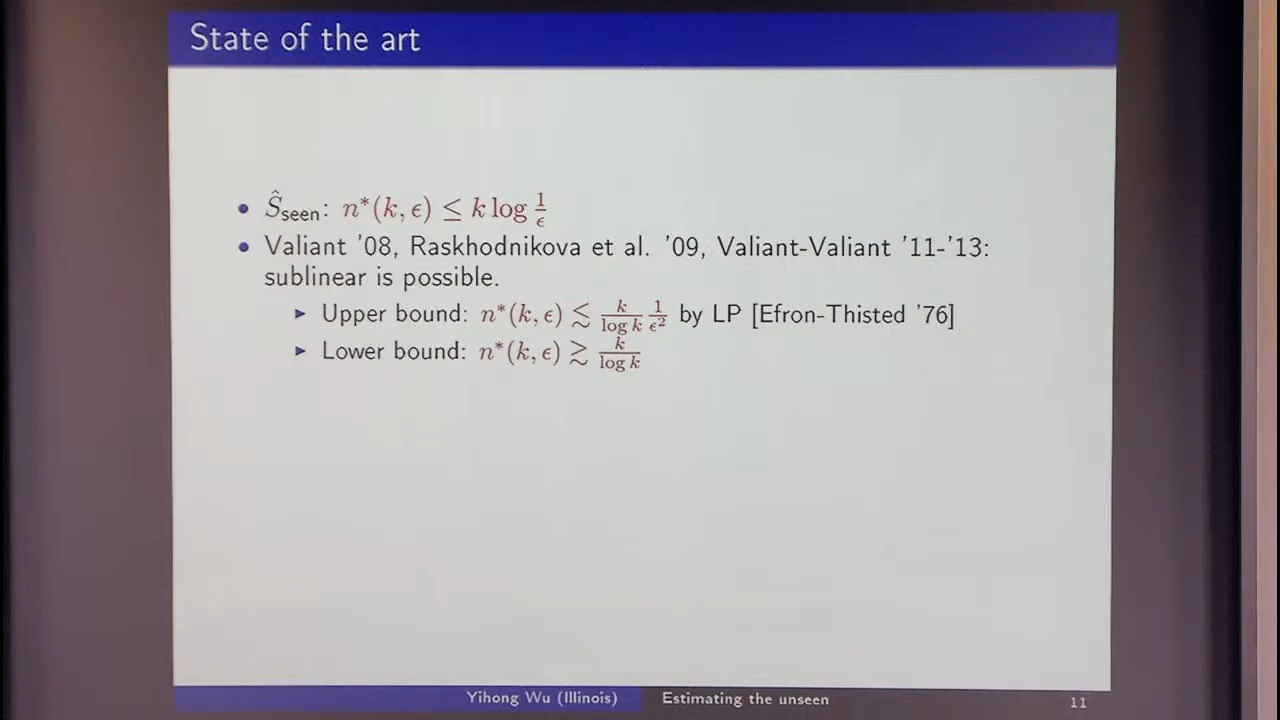 State of the art
• Ŝseen: n*(k, ϵ) ≤ k log 1/ϵ
• Valiant '08, Raskhodnikova et al. '09, Valiant-Valiant '11-'13:
sublinear is possible.
▶ Upper bound: n*(k, ϵ) ≲ k/log k 1/ϵ² by LP [Efron-Thisted '76]
▶ Lower bound: n*(k, ϵ) ≳ k/log k
Yihong Wu (Illinois) Estimating the unseen 11